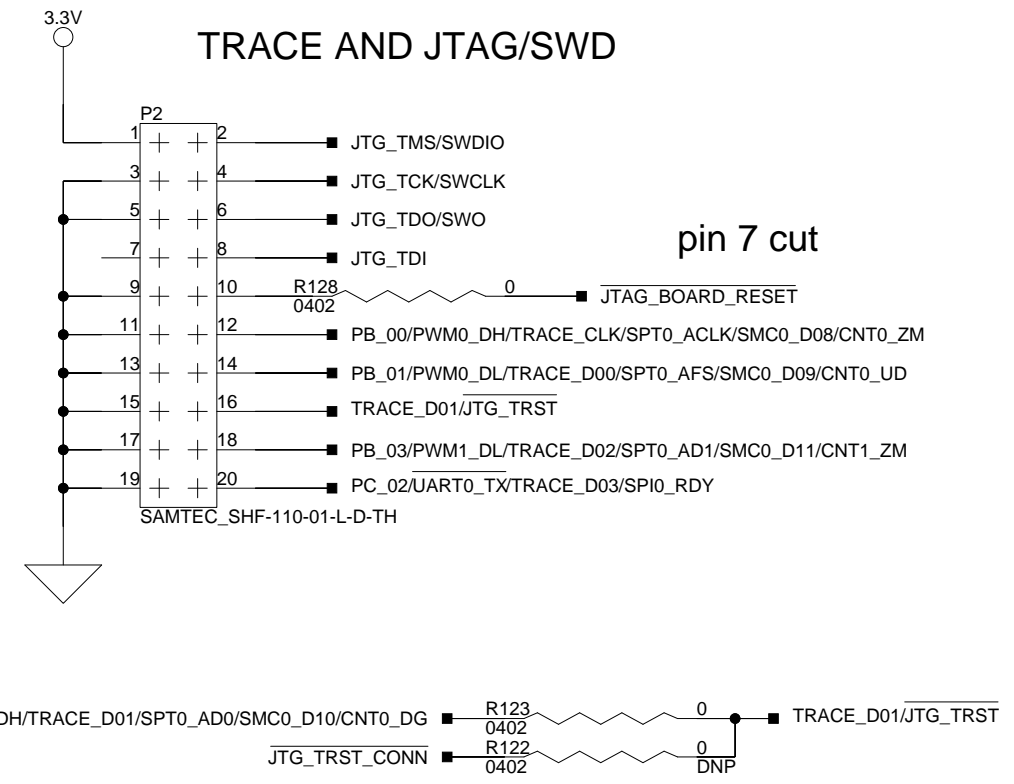 3.3V
TRACE AND JTAG/SWD
P2
1 2 JTG_TMS/SWDIO
3 4 JTG_TCK/SWCLK
5 6 JTG_TDO/SWO
pin 7 cut
7 8 JTG_TDI
9 10 R128 0 JTAG_BOARD_RESET
0402
11 12 PB_00/PWM0_DH/TRACE_CLK/SPT0_ACLK/SMC0_D08/CNT0_ZM
13 14 PB_01/PWM0_DL/TRACE_D00/SPT0_AFS/SMC0_D09/CNT0_UD
15 16 TRACE_D01/JTG_TRST
17 18 PB_03/PWM1_DL/TRACE_D02/SPT0_AD1/SMC0_D11/CNT1_ZM
19 20 PC_02/UART0_TX/TRACE_D03/SPI0_RDY
SAMTEC_SHF-110-01-L-D-TH
DH/TRACE_D01/SPT0_AD0/SMC0_D10/CNT0_DG R123 0 TRACE_D01/JTG_TRST
0402
JTG_TRST_CONN R122 0
0402 DNP